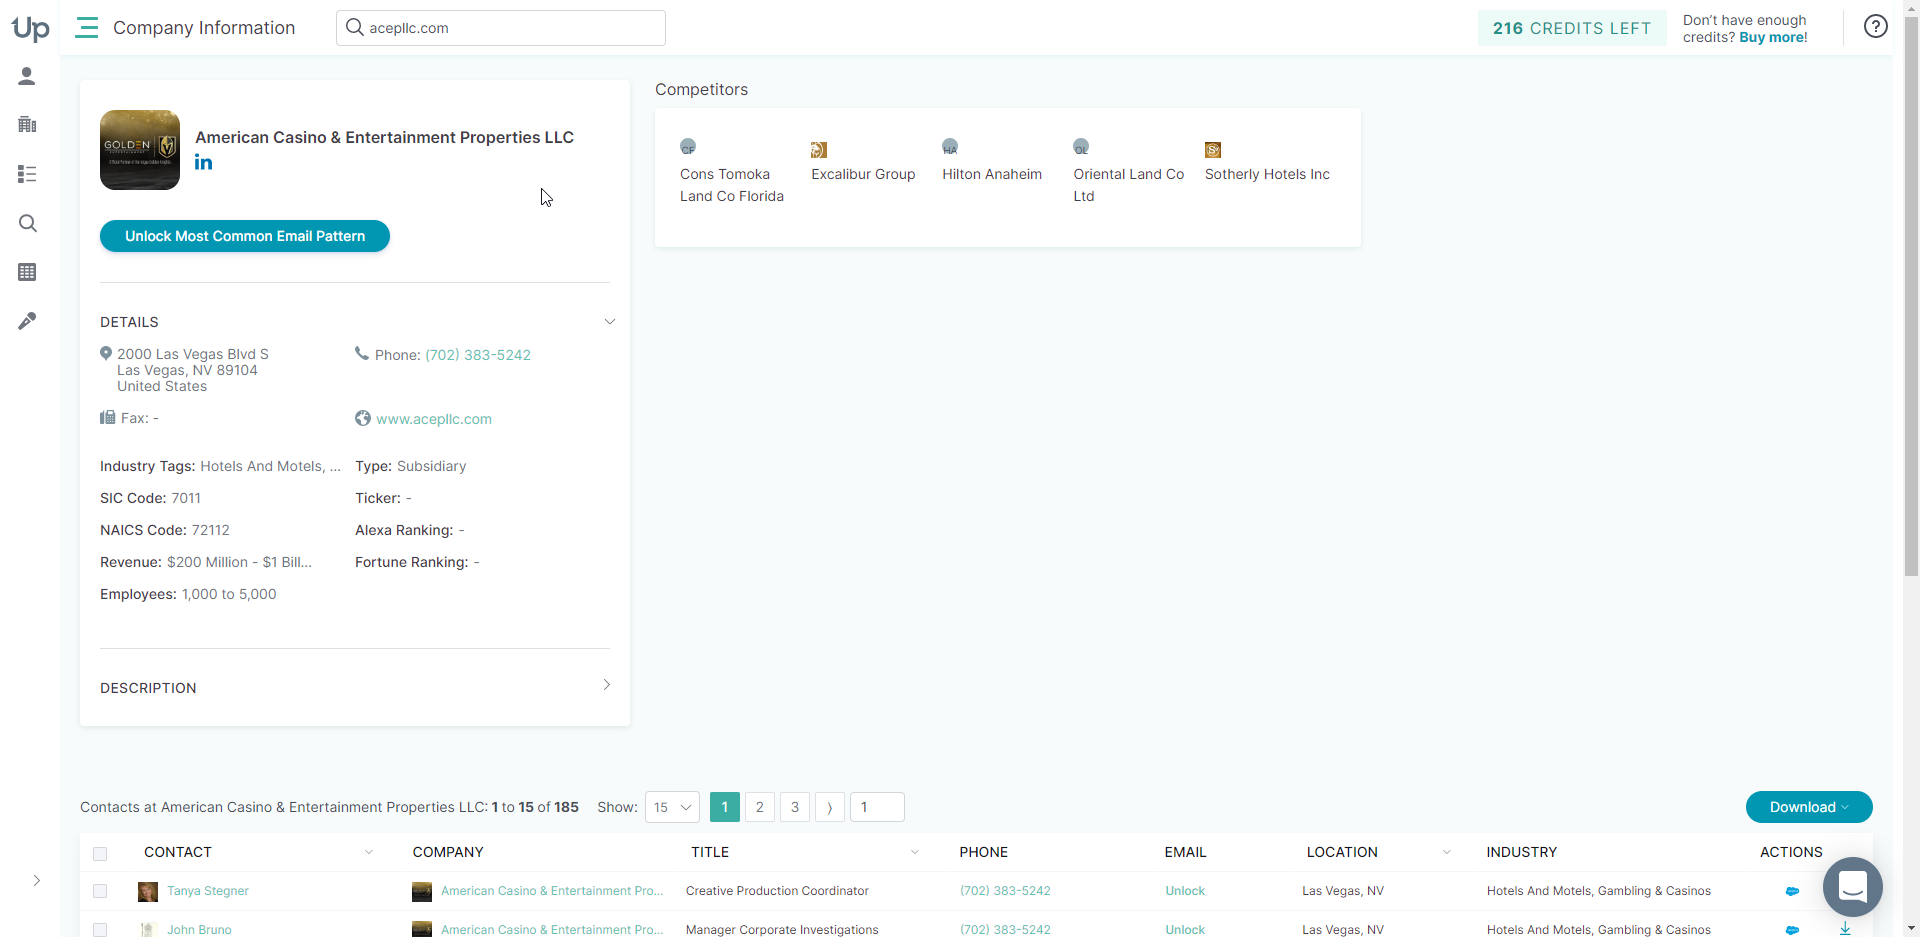 Up
Company Information
acepllc.com
216 CREDITS LEFT
Don't have enough
credits? Buy more!
?
GOLDEN
American Casino & Entertainment Properties LLC
in
Unlock Most Common Email Pattern
DETAILS
2000 Las Vegas Blvd S
Las Vegas, NV 89104
United States
Phone: (702) 383-5242
Fax: -
www.acepllc.com
Industry Tags: Hotels And Motels, ...
Type: Subsidiary
SIC Code: 7011
Ticker: -
NAICS Code: 72112
Alexa Ranking: -
Revenue: $200 Million - $1 Bill...
Fortune Ranking: -
Employees: 1,000 to 5,000
DESCRIPTION
Competitors
CF
Cons Tomoka
Land Co Florida
Excalibur Group
HA
Hilton Anaheim
OL
Oriental Land Co
Ltd
S
Sotherly Hotels Inc
Contacts at American Casino & Entertainment Properties LLC: 1 to 15 of 185
Show: 15
1 2 3 ⟩ 1
Download
CONTACT COMPANY TITLE PHONE EMAIL LOCATION INDUSTRY ACTIONS
Tanya Stegner American Casino & Entertainment Pro... Creative Production Coordinator (702) 383-5242 Unlock Las Vegas, NV Hotels And Motels, Gambling & Casinos
John Bruno American Casino & Entertainment Pro... Manager Corporate Investigations (702) 383-5242 Unlock Las Vegas, NV Hotels And Motels, Gambling & Casinos